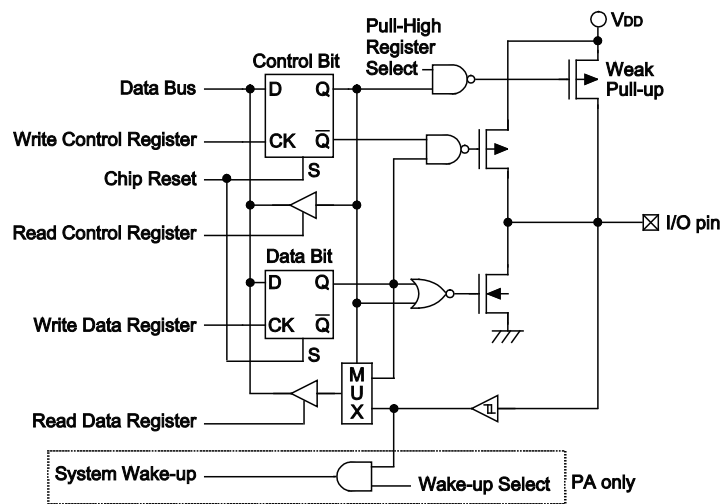 VDD
Pull-High
Register
Select
Control Bit
Weak
Pull-up
Data Bus
D Q
Write Control Register
CK Q
Chip Reset
S
I/O pin
Read Control Register
Data Bit
D Q
Write Data Register
CK Q
S
M
U
X
Read Data Register
System Wake-up
Wake-up Select
PA only